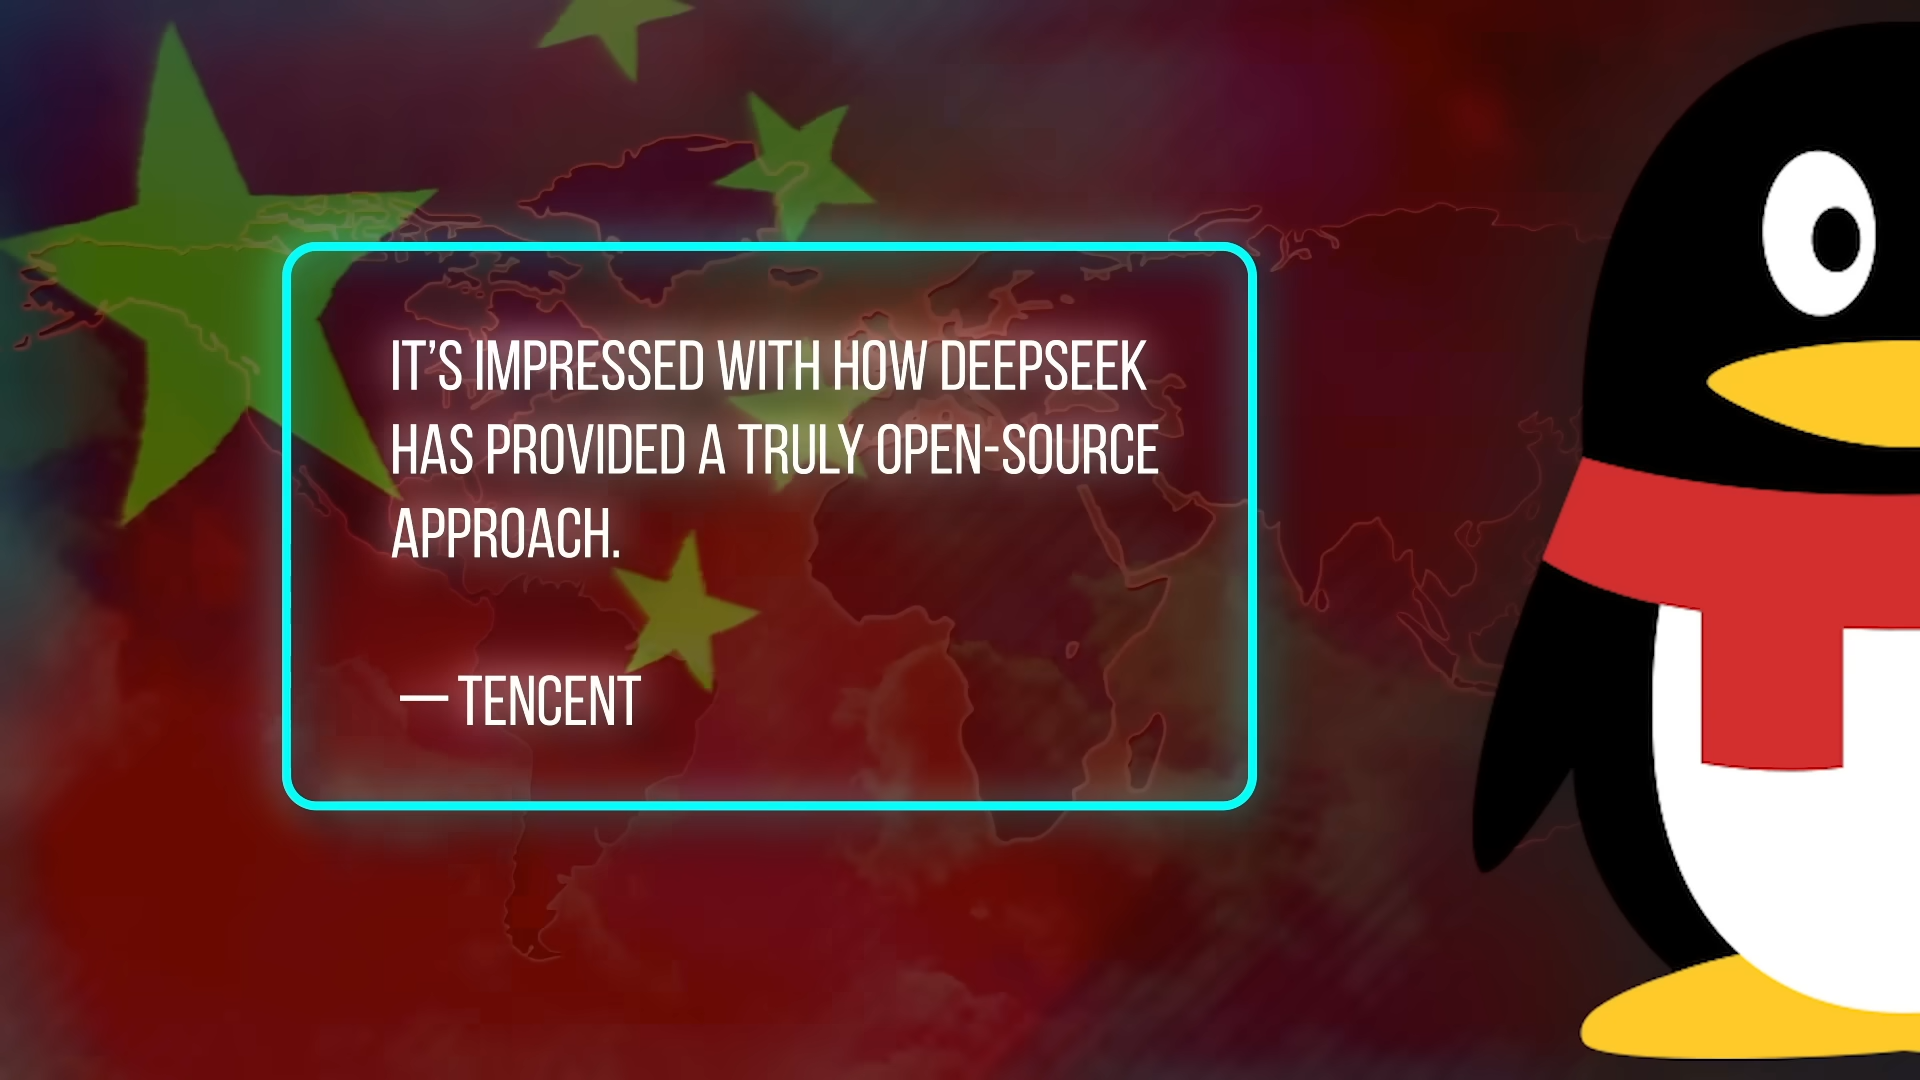 IT’S IMPRESSED WITH HOW DEEPSEEK
HAS PROVIDED A TRULY OPEN-SOURCE
APPROACH.
— TENCENT